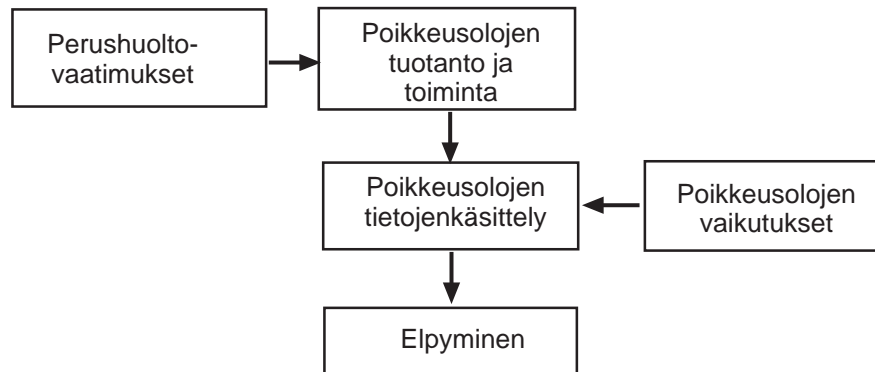 Perushuolto-
vaatimukset
Poikkeusolojen
tuotanto ja
toiminta
Poikkeusolojen
tietojenkäsittely
Poikkeusolojen
vaikutukset
Elpyminen